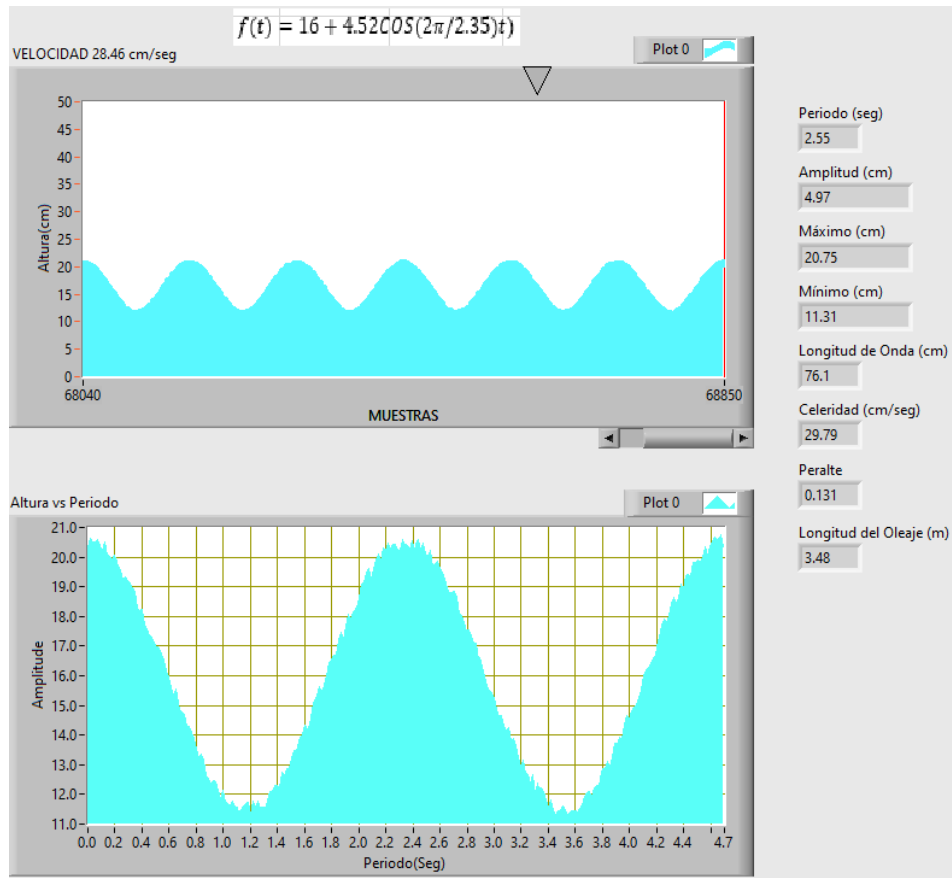 f(t) = 16 + 4.52COS(2π/2.35)t)
VELOCIDAD 28.46 cm/seg
Plot 0
50
45
40
35
30
25
20
15
10
5
0
Altura(cm)
68040
68850
MUESTRAS
Periodo (seg)
2.55
Amplitud (cm)
4.97
Máximo (cm)
20.75
Mínimo (cm)
11.31
Longitud de Onda (cm)
76.1
Celeridad (cm/seg)
29.79
Peralte
0.131
Longitud del Oleaje (m)
3.48
Altura vs Periodo
Plot 0
21.0
20.0
19.0
18.0
17.0
16.0
15.0
14.0
13.0
12.0
11.0
Amplitude
0.0 0.2 0.4 0.6 0.8 1.0 1.2 1.4 1.6 1.8 2.0 2.2 2.4 2.6 2.8 3.0 3.2 3.4 3.6 3.8 4.0 4.2 4.4 4.7
Periodo(Seg)